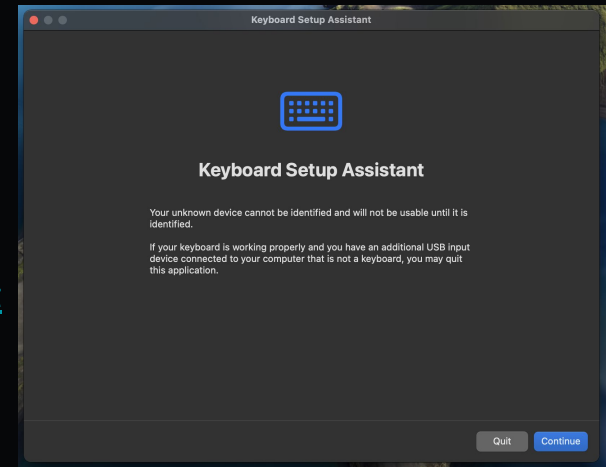 Keyboard Setup Assistant
Keyboard Setup Assistant
Your unknown device cannot be identified and will not be usable until it is
identified.
If your keyboard is working properly and you have an additional USB input
device connected to your computer that is not a keyboard, you may quit
this application.
Quit
Continue